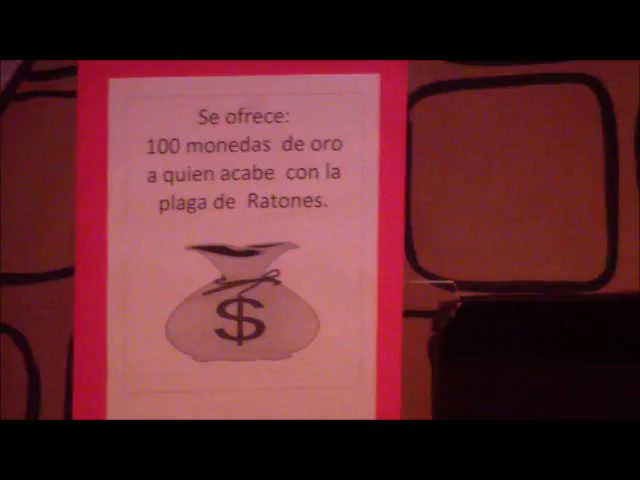 Se ofrece:
100 monedas de oro
a quien acabe con la
plaga de Ratones.
$